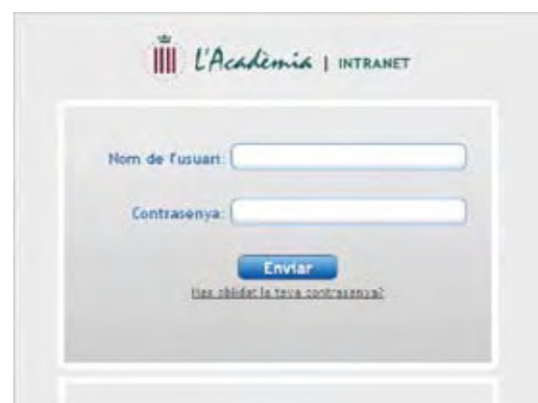 L'Acadèmia | INTRANET
Nom de l'usuari:
Contrasenya:
Enviar
Has oblidat la teva contrasenya?